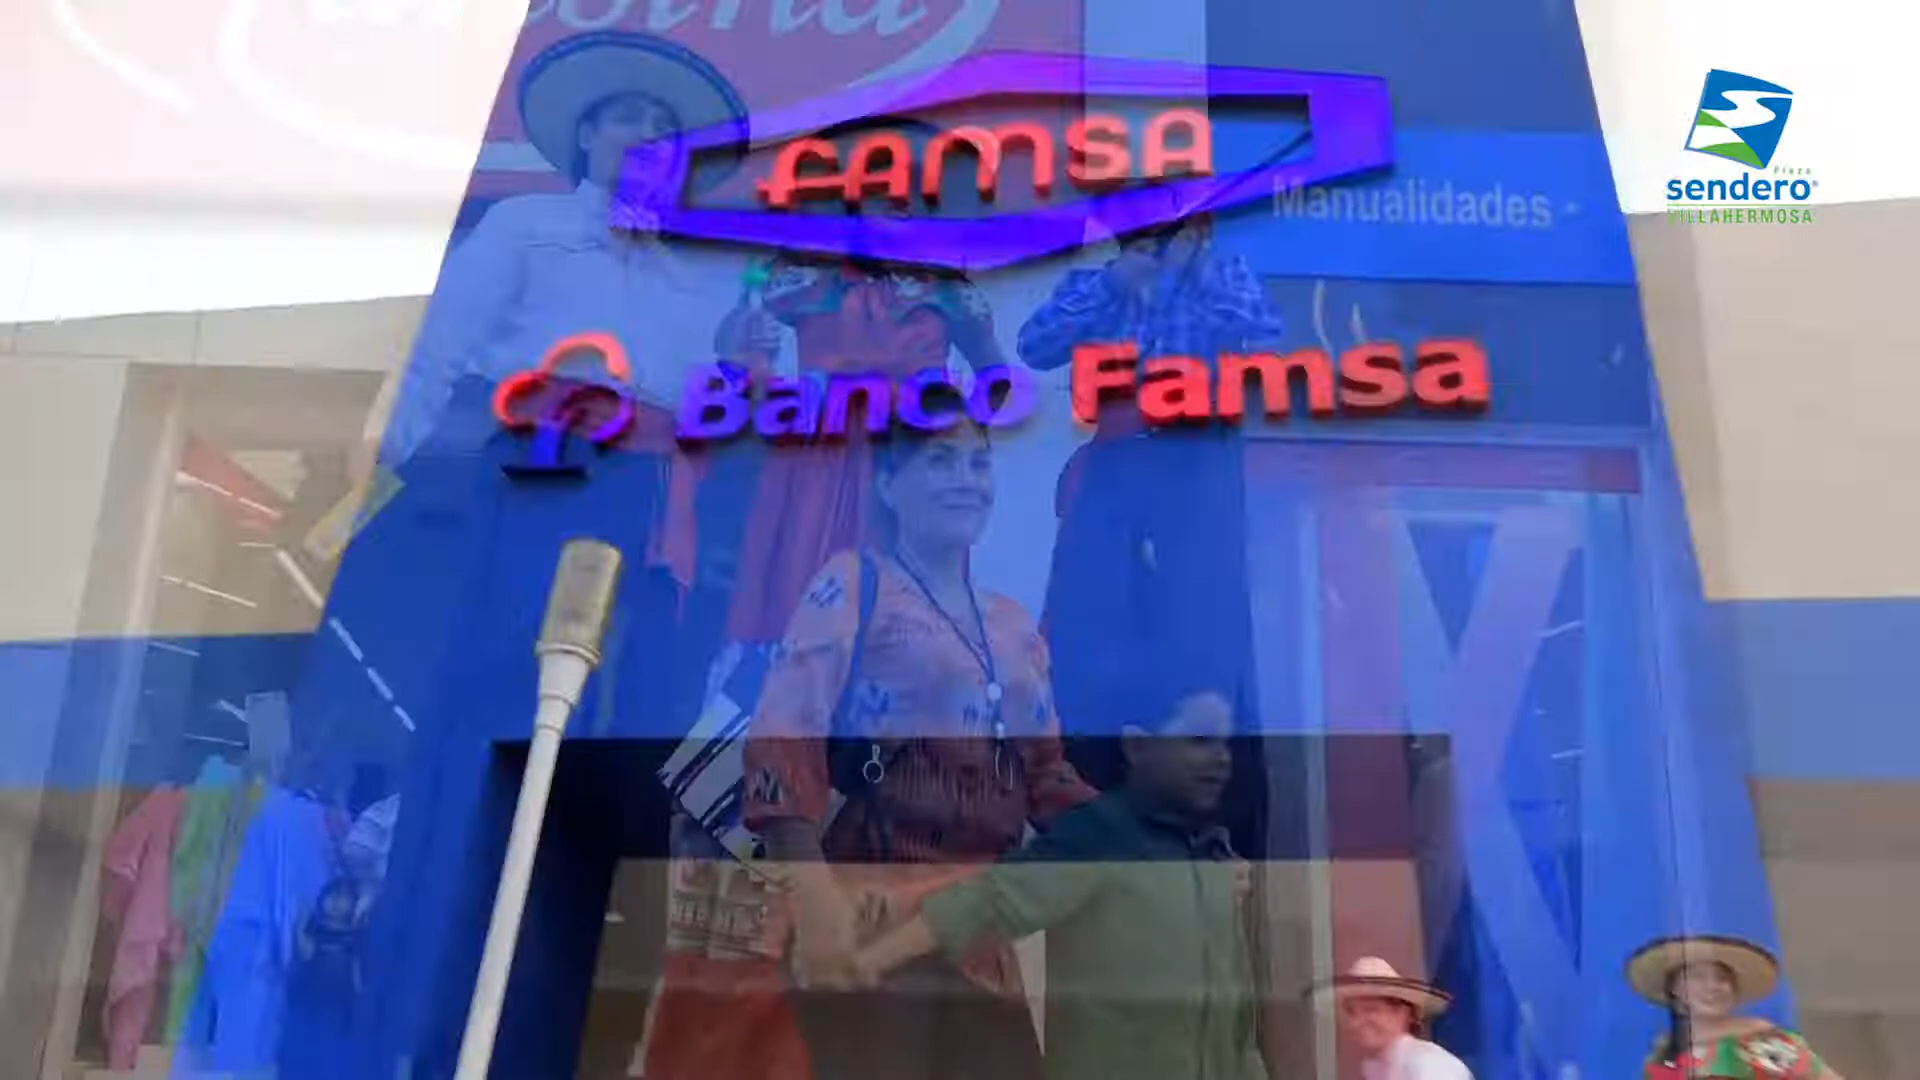 FAMSA
Manualidades
Banco Famsa
Plaza
sendero
VILLAHERMOSA